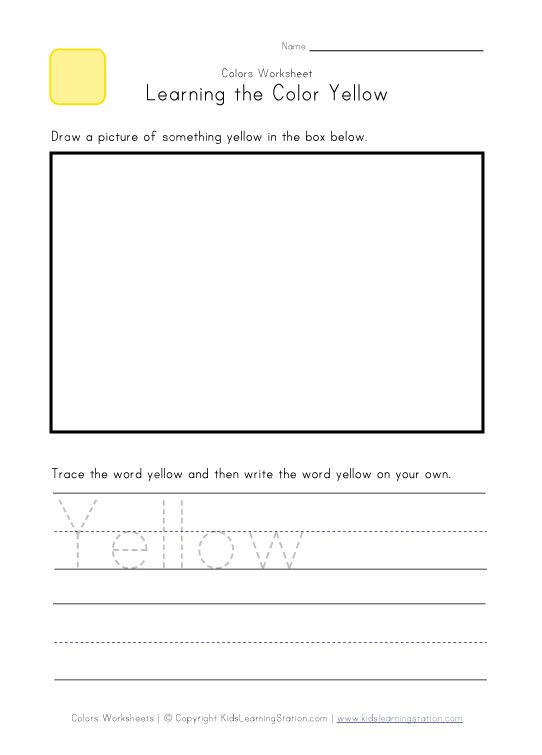 Name
Colors Worksheet
Learning the Color Yellow
Draw a picture of something yellow in the box below.
Trace the word yellow and then write the word yellow on your own.
Yellow
Colors Worksheets | © Copyright KidsLearningStation.com | www.kidslearningstation.com